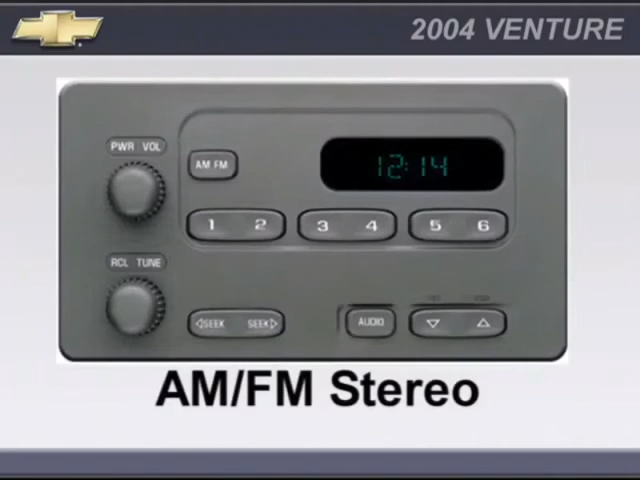 2004 VENTURE
PWR VOL
AM FM
12:14
1 2 3 4 5 6
RCL TUNE
◁SEEK SEEK▷ AUDIO ▽ △
AM/FM Stereo